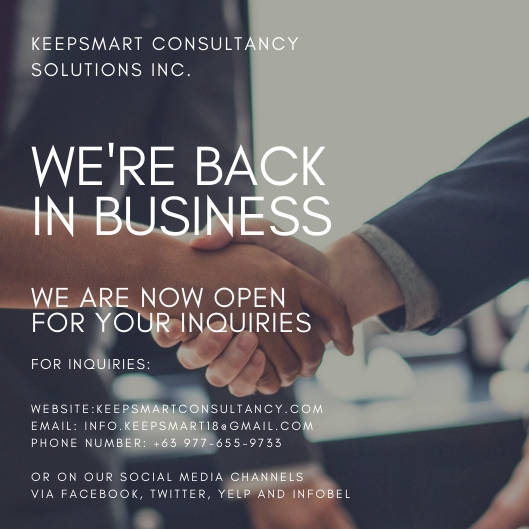 KEEPSMART CONSULTANCY
SOLUTIONS INC.
WE'RE BACK
IN BUSINESS
WE ARE NOW OPEN
FOR YOUR INQUIRIES
FOR INQUIRIES:
WEBSITE:KEEPSMARTCONSULTANCY.COM
EMAIL: INFO.KEEPSMART18@GMAIL.COM
PHONE NUMBER: +63 977-655-9733
OR ON OUR SOCIAL MEDIA CHANNELS
VIA FACEBOOK, TWITTER, YELP AND INFOBEL